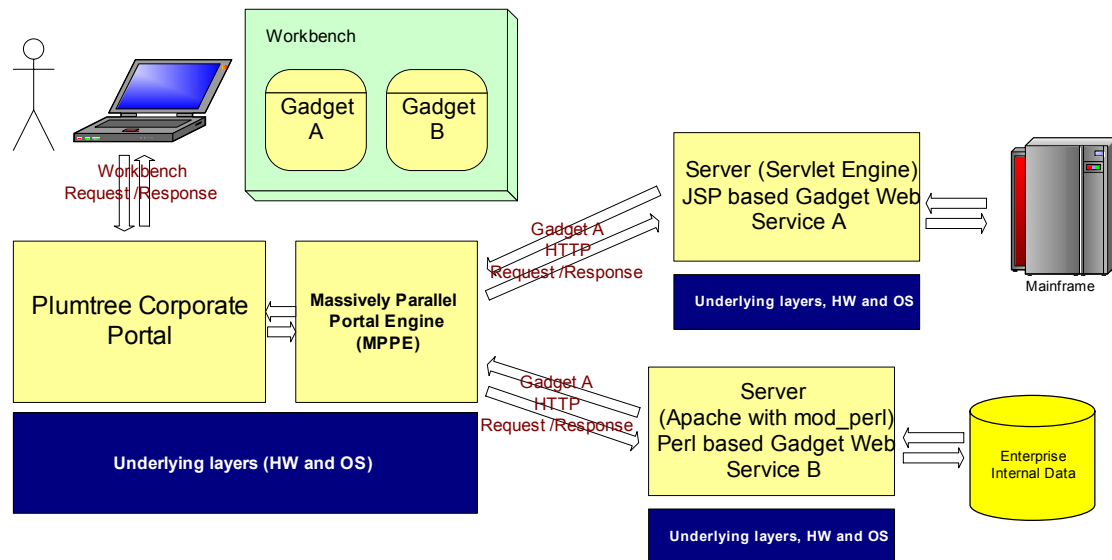 Workbench
Gadget
A
Gadget
B
Workbench
Request /Response
Server (Servlet Engine)
JSP based Gadget Web
Service A
Gadget A
HTTP
Request /Response
Mainframe
Underlying layers, HW and OS
Plumtree Corporate
Portal
Massively Parallel
Portal Engine
(MPPE)
Gadget A
HTTP
Request /Response
Server
(Apache with mod_perl)
Perl based Gadget Web
Service B
Enterprise
Internal Data
Underlying layers (HW and OS)
Underlying layers, HW and OS